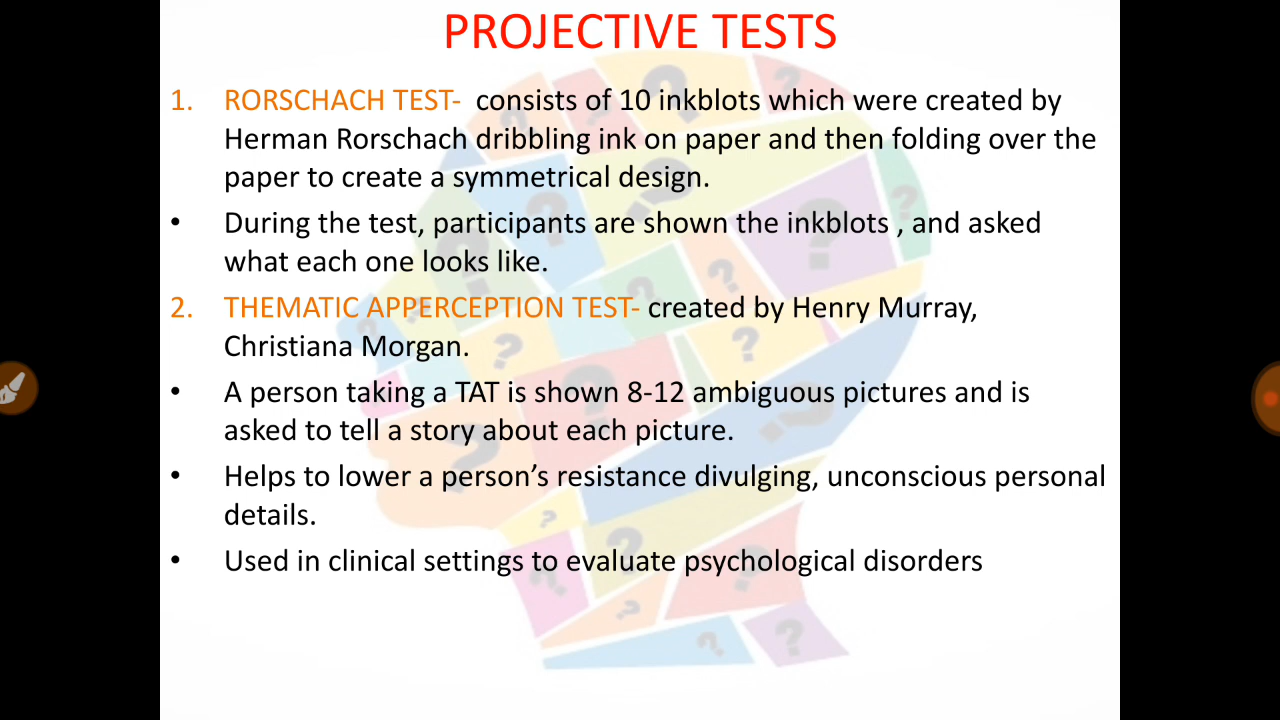 PROJECTIVE TESTS
1. RORSCHACH TEST- consists of 10 inkblots which were created by
Herman Rorschach dribbling ink on paper and then folding over the
paper to create a symmetrical design.
• During the test, participants are shown the inkblots , and asked
what each one looks like.
2. THEMATIC APPERCEPTION TEST- created by Henry Murray,
Christiana Morgan.
• A person taking a TAT is shown 8-12 ambiguous pictures and is
asked to tell a story about each picture.
• Helps to lower a person’s resistance divulging, unconscious personal
details.
• Used in clinical settings to evaluate psychological disorders